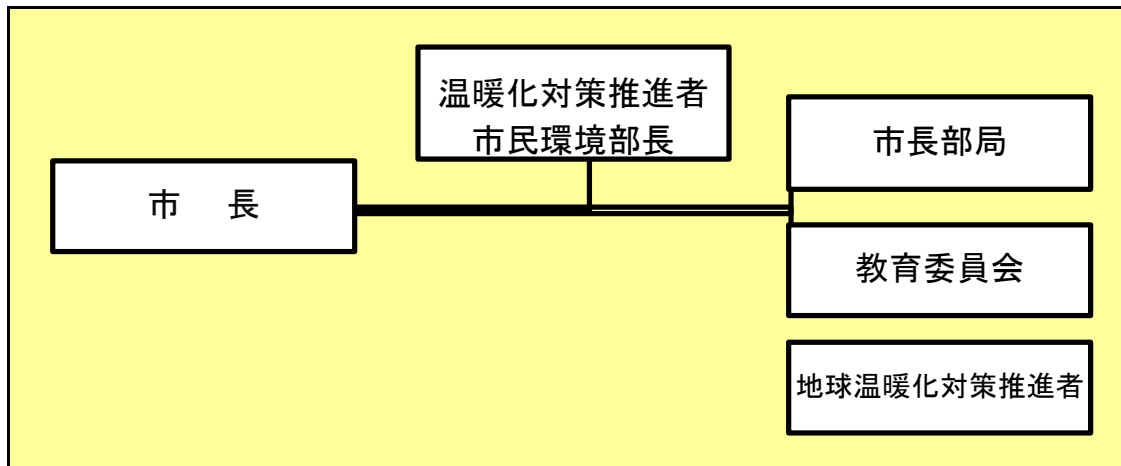 温暖化対策推進者
市民環境部長
市長部局
市　長
教育委員会
地球温暖化対策推進者